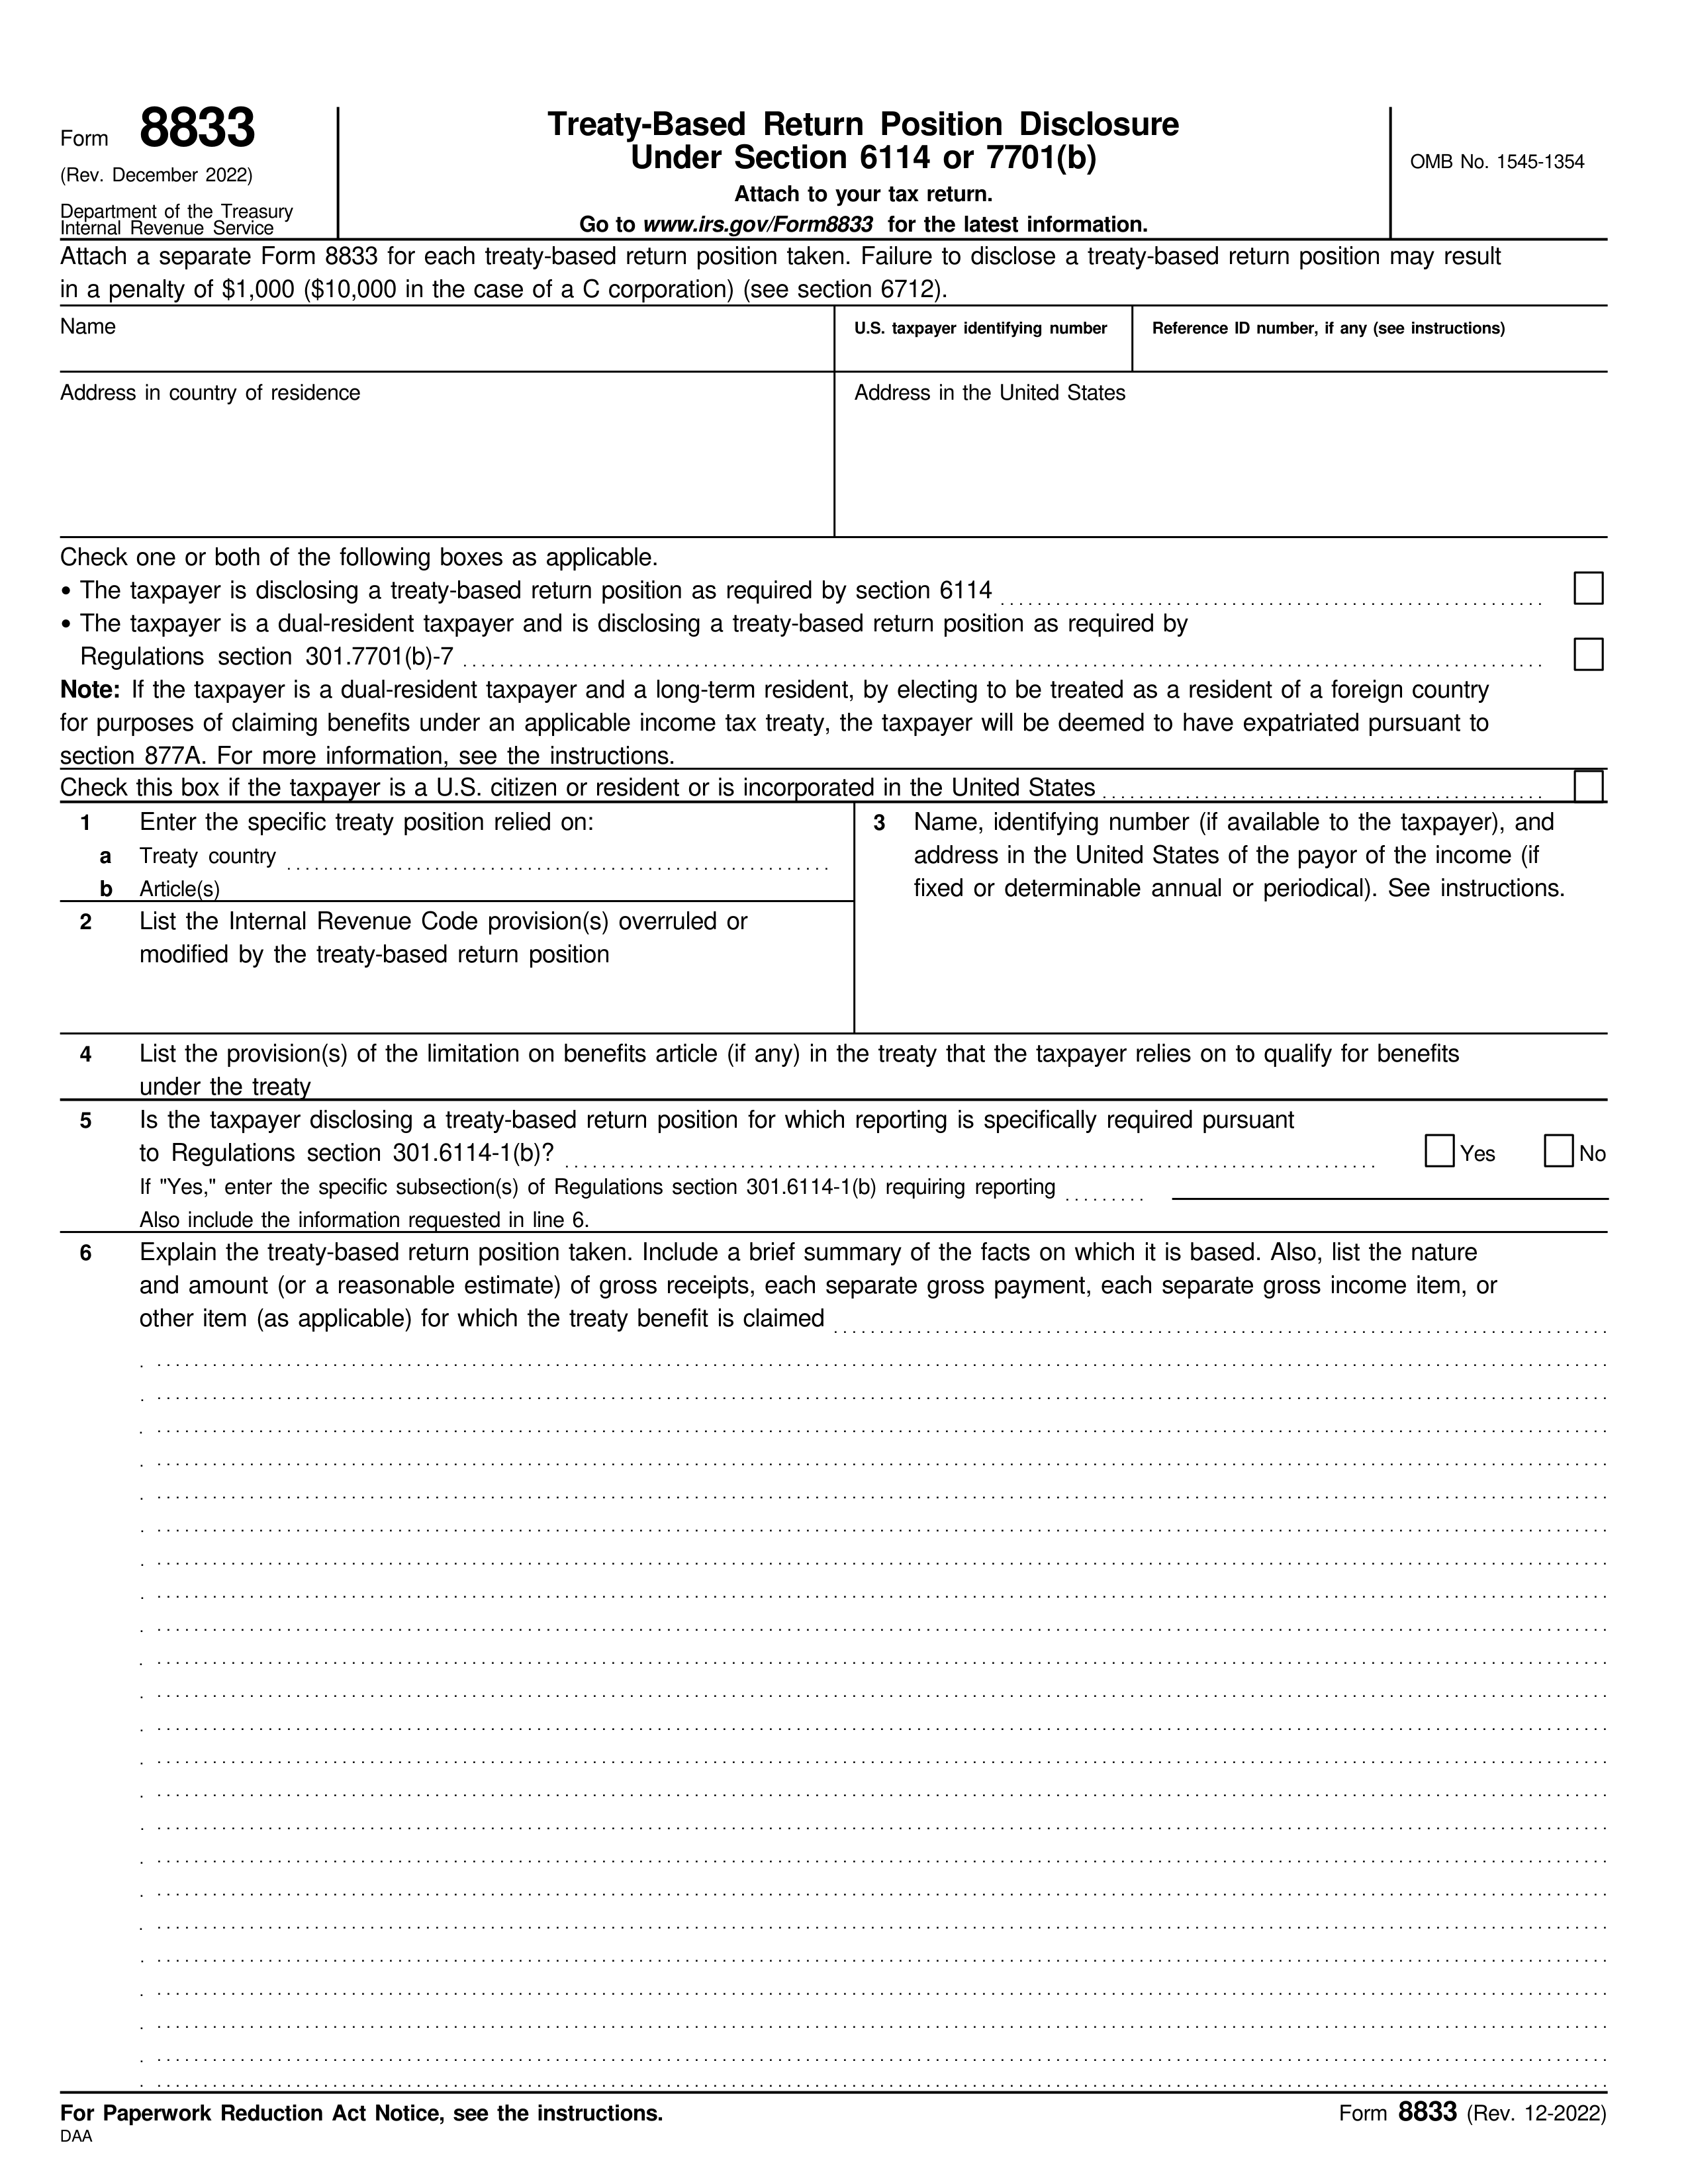 Form 8833
(Rev. December 2022)
Department of the Treasury
Internal Revenue Service
Treaty-Based Return Position Disclosure
Under Section 6114 or 7701(b)
Attach to your tax return.
Go to www.irs.gov/Form8833 for the latest information.
OMB No. 1545-1354
Attach a separate Form 8833 for each treaty-based return position taken. Failure to disclose a treaty-based return position may result
in a penalty of $1,000 ($10,000 in the case of a C corporation) (see section 6712).
Name
U.S. taxpayer identifying number
Reference ID number, if any (see instructions)
Address in country of residence
Address in the United States
Check one or both of the following boxes as applicable.
• The taxpayer is disclosing a treaty-based return position as required by section 6114
• The taxpayer is a dual-resident taxpayer and is disclosing a treaty-based return position as required by
Regulations section 301.7701(b)-7
Note: If the taxpayer is a dual-resident taxpayer and a long-term resident, by electing to be treated as a resident of a foreign country
for purposes of claiming benefits under an applicable income tax treaty, the taxpayer will be deemed to have expatriated pursuant to
section 877A. For more information, see the instructions.
Check this box if the taxpayer is a U.S. citizen or resident or is incorporated in the United States
1 Enter the specific treaty position relied on:
a Treaty country
b Article(s)
2 List the Internal Revenue Code provision(s) overruled or
modified by the treaty-based return position
3 Name, identifying number (if available to the taxpayer), and
address in the United States of the payor of the income (if
fixed or determinable annual or periodical). See instructions.
4 List the provision(s) of the limitation on benefits article (if any) in the treaty that the taxpayer relies on to qualify for benefits
under the treaty
5 Is the taxpayer disclosing a treaty-based return position for which reporting is specifically required pursuant
to Regulations section 301.6114-1(b)? Yes No
If "Yes," enter the specific subsection(s) of Regulations section 301.6114-1(b) requiring reporting
Also include the information requested in line 6.
6 Explain the treaty-based return position taken. Include a brief summary of the facts on which it is based. Also, list the nature
and amount (or a reasonable estimate) of gross receipts, each separate gross payment, each separate gross income item, or
other item (as applicable) for which the treaty benefit is claimed
For Paperwork Reduction Act Notice, see the instructions.
Form 8833 (Rev. 12-2022)
DAA